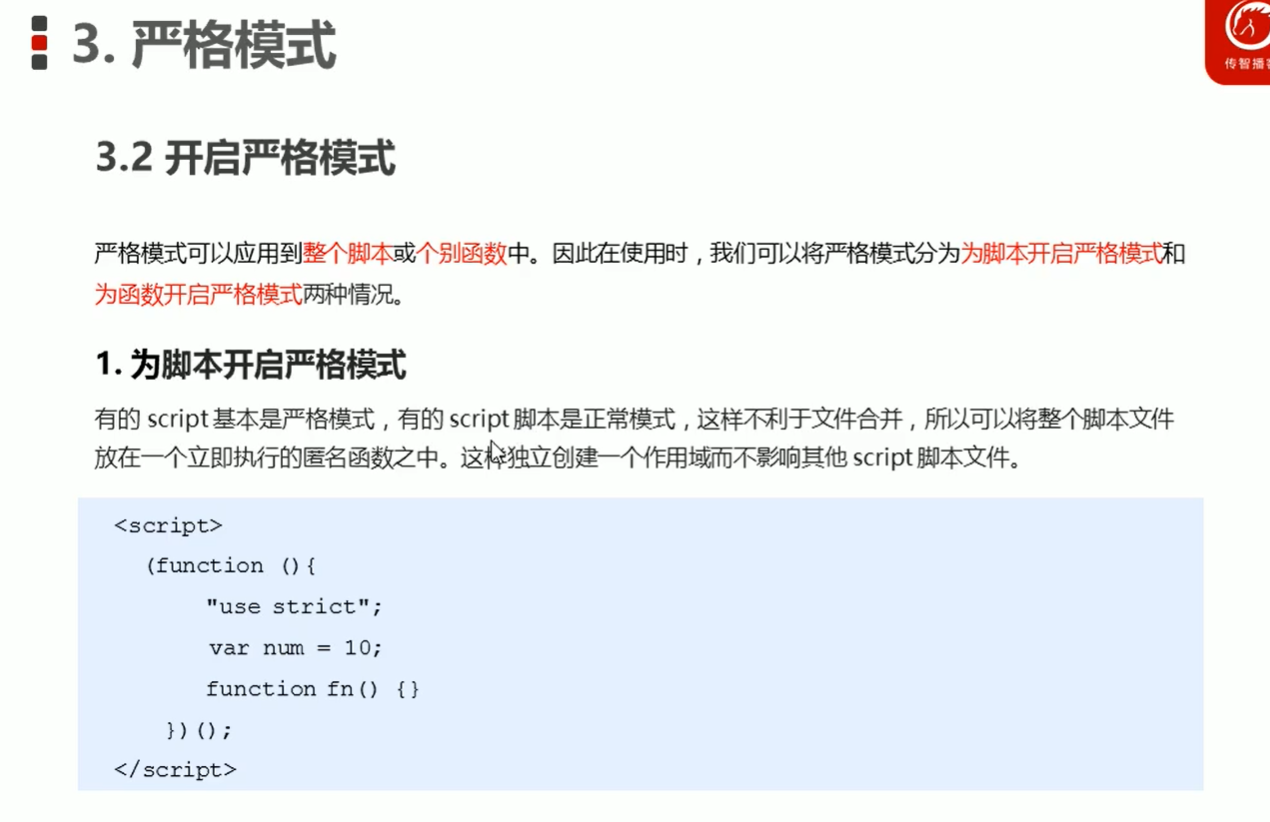 3. 严格模式
传智播客
3.2 开启严格模式
严格模式可以应用到整个脚本或个别函数中。因此在使用时，我们可以将严格模式分为为脚本开启严格模式和
为函数开启严格模式两种情况。
1. 为脚本开启严格模式
有的 script 基本是严格模式，有的 script 脚本是正常模式，这样不利于文件合并，所以可以将整个脚本文件
放在一个立即执行的匿名函数之中。这样独立创建一个作用域而不影响其他 script 脚本文件。
<script>
(function (){
"use strict";
var num = 10;
function fn() {}
})();
</script>